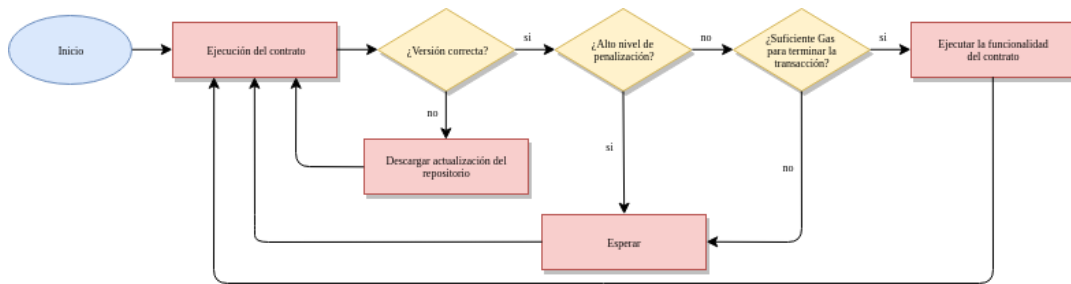 Inicio
Ejecución del contrato
¿Versión correcta?
si
¿Alto nivel de
penalización?
no
¿Suficiente Gas
para terminar la
transacción?
si
Ejecutar la funcionalidad
del contrato
no
Descargar actualización del
repositorio
si
no
Esperar